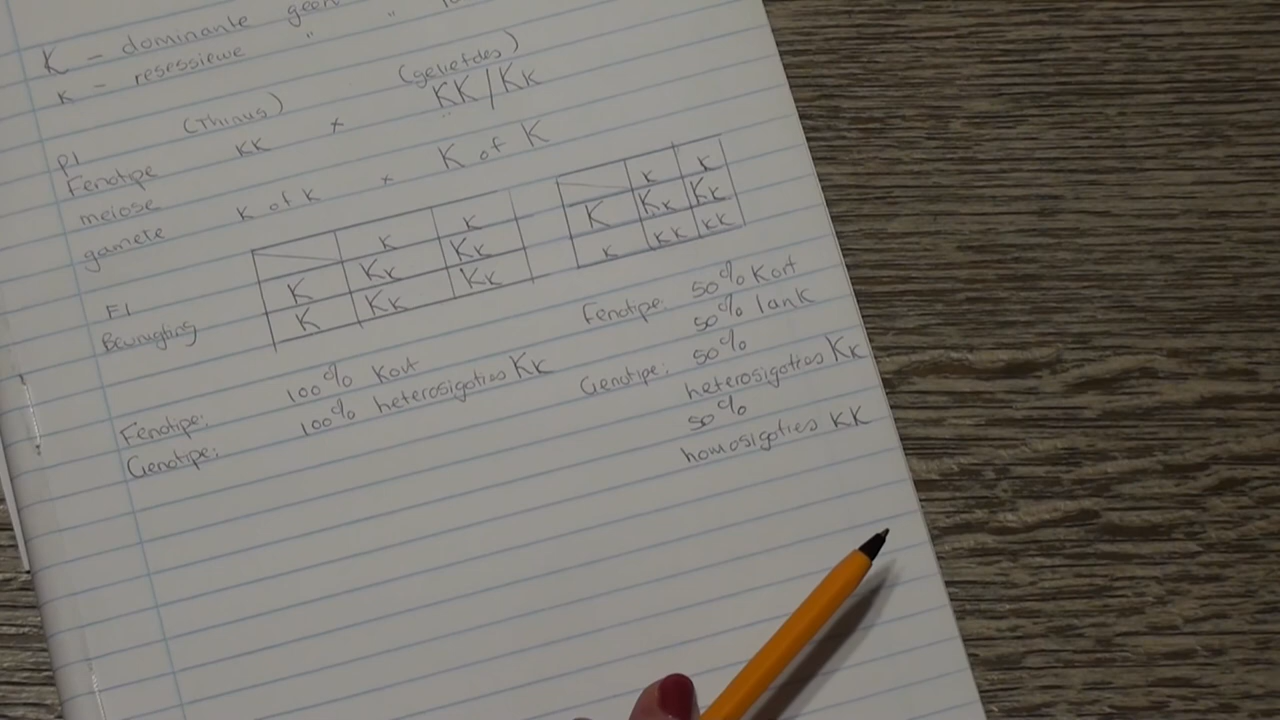 K - dominante geen
k - resessiewe " "
(Thinus) (geliefdes)
P1
Fenotipe kk x KK/Kk
meiose
gamete k of k x K of K
k k
K Kk Kk
K Kk Kk
k k
K Kk Kk
k kk kk
F1
Bevrugting
Fenotipe: 100% Kort
Genotipe: 100% heterosigoties Kk
Fenotipe: 50% Kort
50% lank
Genotipe: 50%
heterosigoties Kk
50%
homosigoties kk